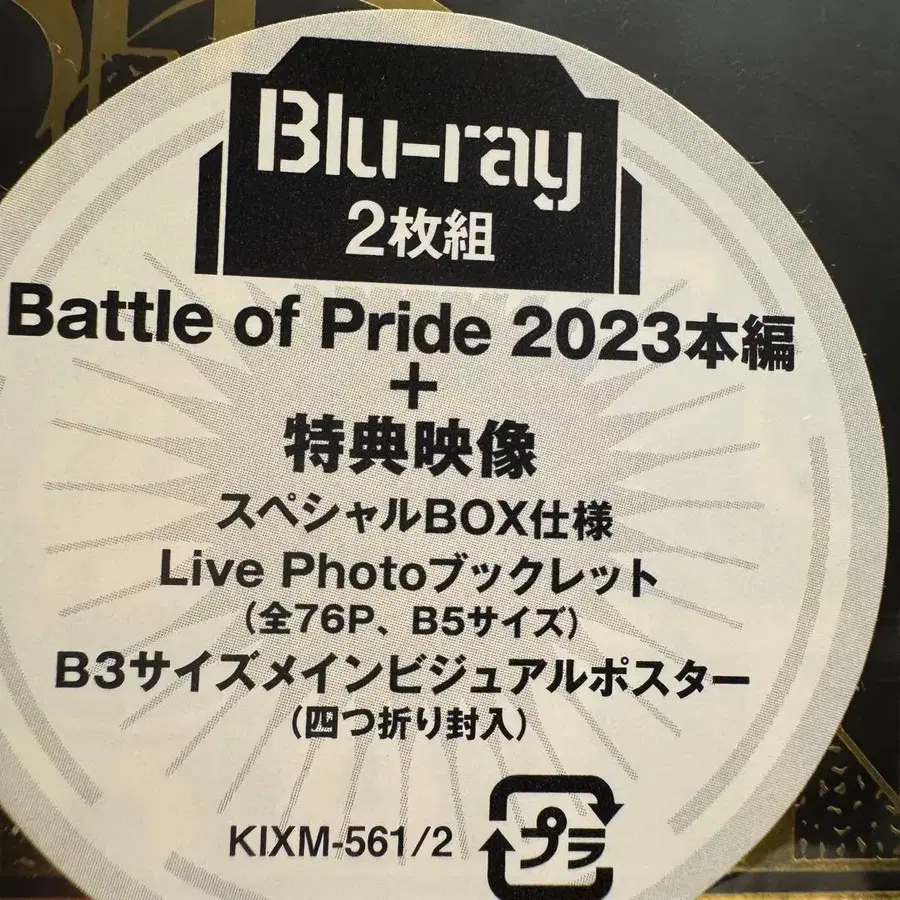 Blu-ray
2枚組
Battle of Pride 2023本編
+
特典映像
スペシャルBOX仕様
Live Photoブックレット
(全76P、B5サイズ)
B3サイズメインビジュアルポスター
(四つ折り封入)
KIXM-561/2
プラ